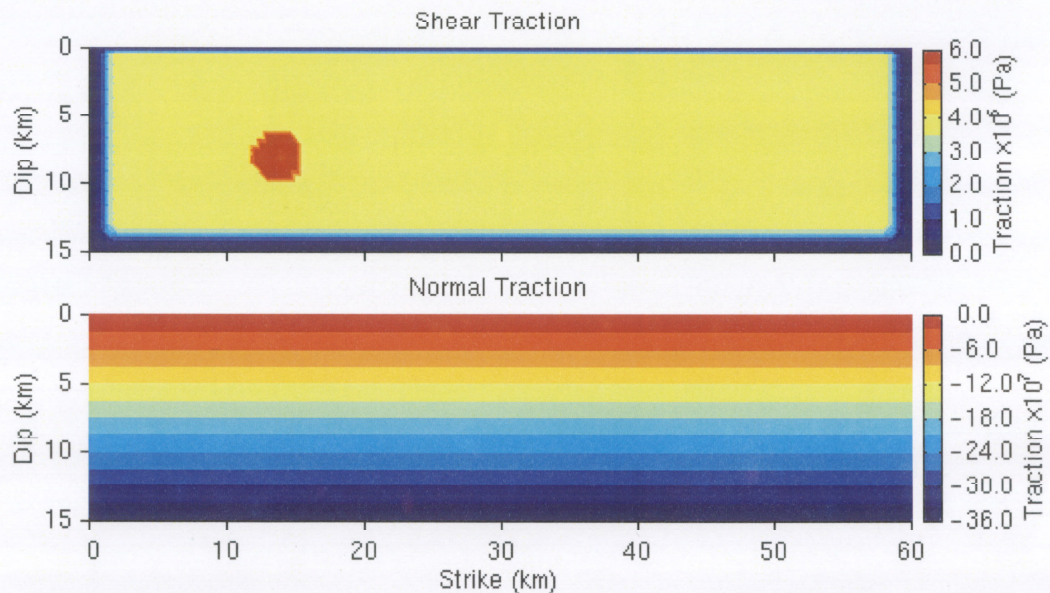 Shear Traction
0
5
10
15
Dip (km)
6.0
5.0
4.0
3.0
2.0
1.0
0.0
Traction ×10⁶ (Pa)
Normal Traction
0
5
10
15
Dip (km)
0.0
-6.0
-12.0
-18.0
-24.0
-30.0
-36.0
Traction ×10⁷ (Pa)
0 10 20 30 40 50 60
Strike (km)